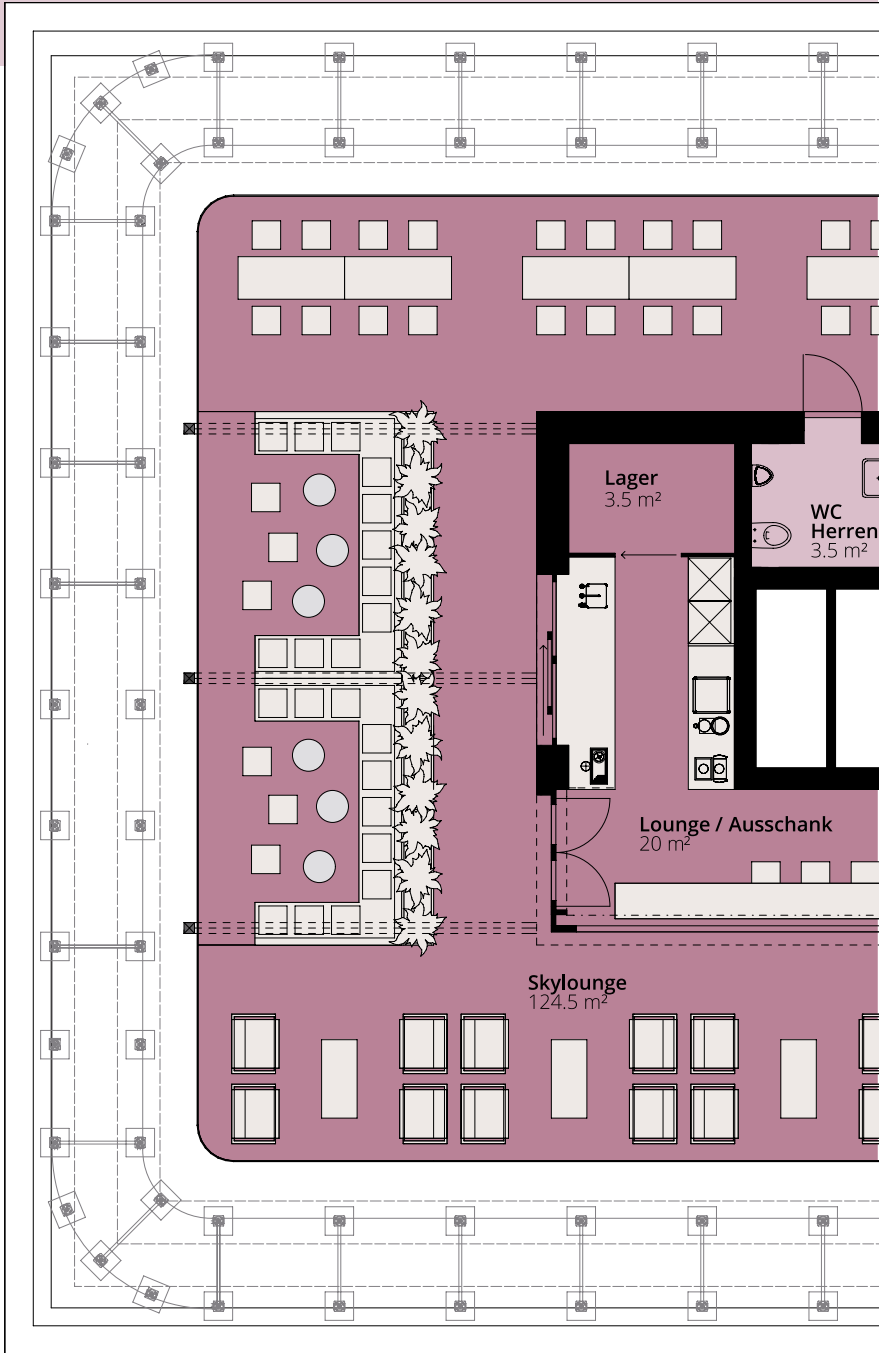 Lager
3.5 m²
WC
Herren
3.5 m²
Lounge / Ausschank
20 m²
Skylounge
124.5 m²